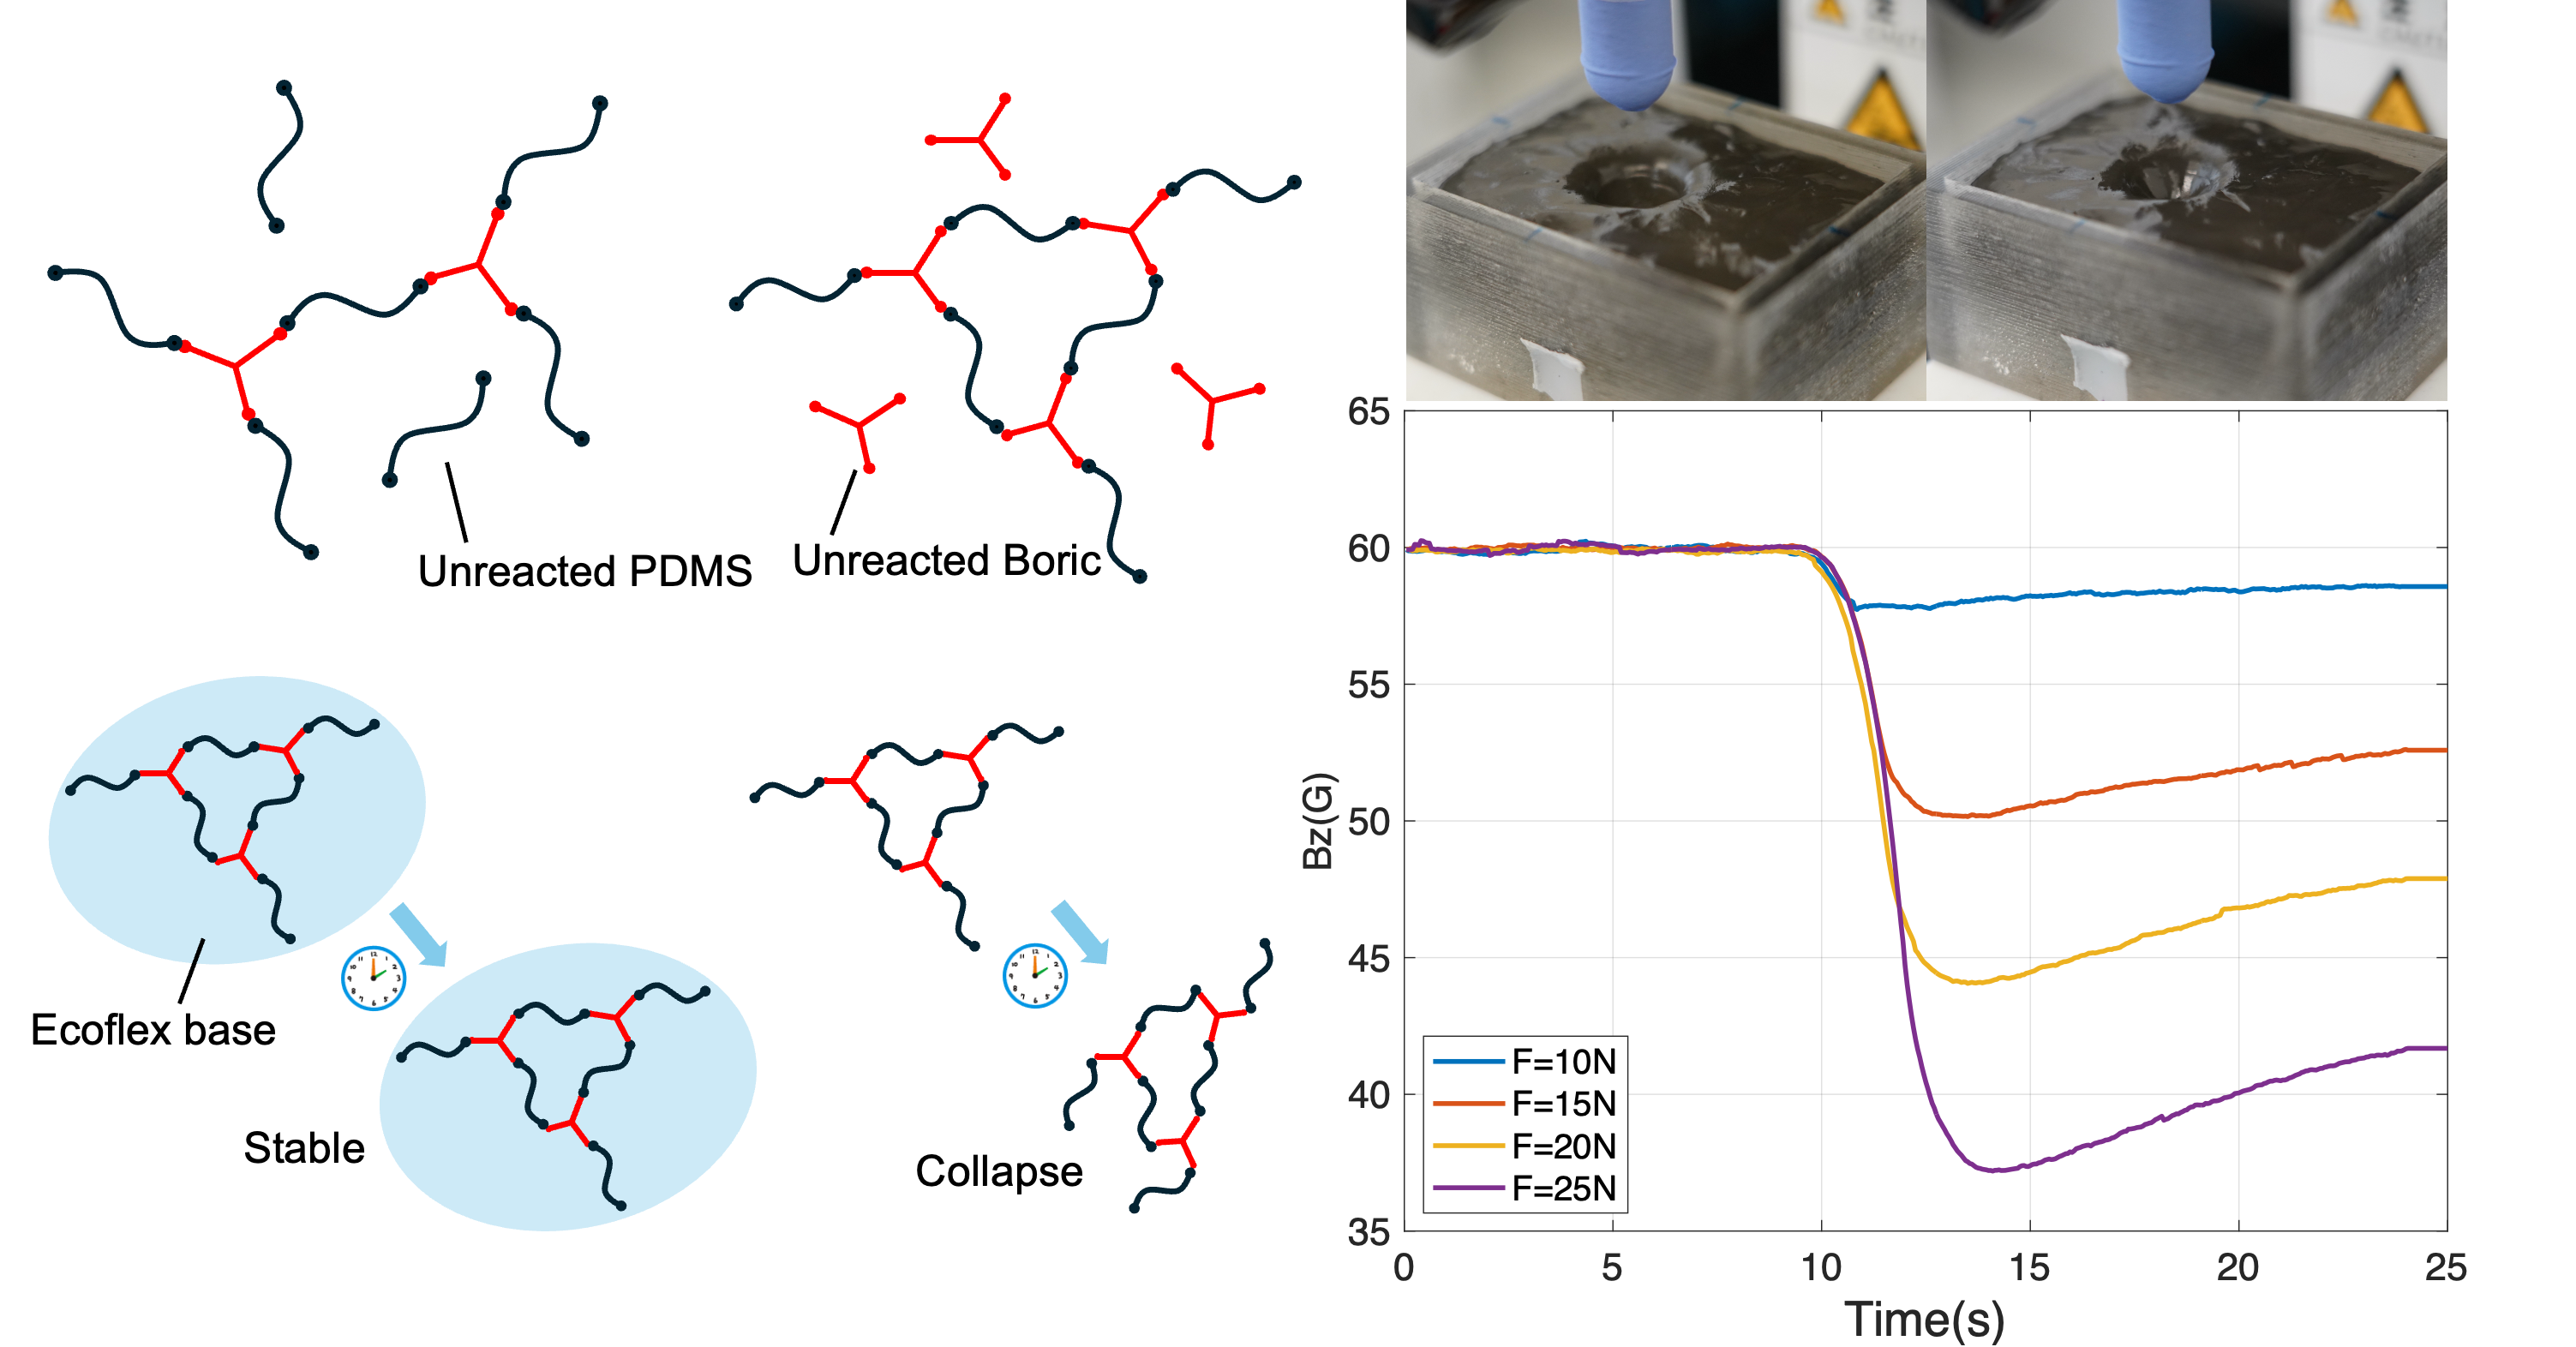 Unreacted PDMS
Unreacted Boric
Ecoflex base
Stable
Collapse
65
60
55
50
45
40
35
Bz(G)
F=10N
F=15N
F=20N
F=25N
0 5 10 15 20 25
Time(s)